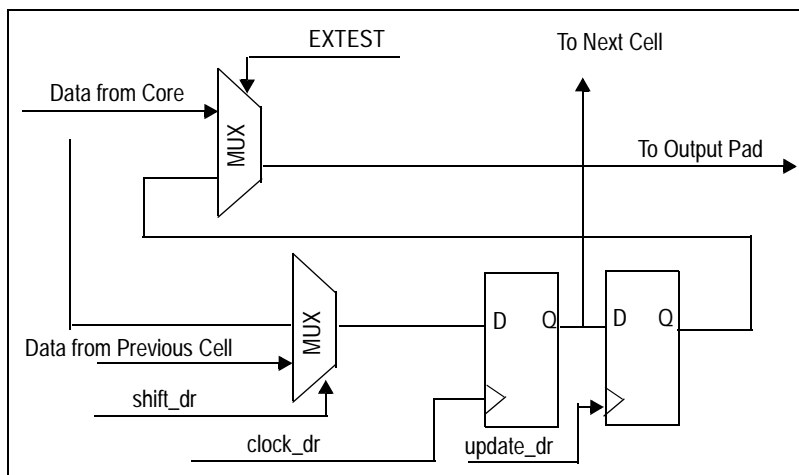 EXTEST
To Next Cell
Data from Core
MUX
To Output Pad
MUX
D Q
D Q
Data from Previous Cell
shift_dr
clock_dr
update_dr